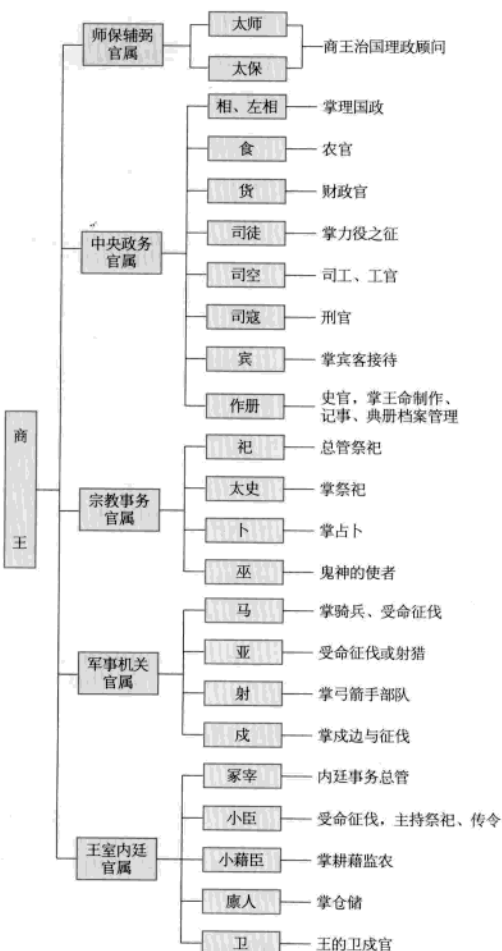 商
王
师保辅弼
官属
太师
太保
商王治国理政顾问
中央政务
官属
相、左相
掌理国政
食
农官
货
财政官
司徒
掌力役之征
司空
司工、工官
司寇
刑官
宾
掌宾客接待
作册
史官，掌王命制作、
记事、典册档案管理
宗教事务
官属
祀
总管祭祀
太史
掌祭祀
卜
掌占卜
巫
鬼神的使者
军事机关
官属
马
掌骑兵、受命征伐
亚
受命征伐或射猎
射
掌弓箭手部队
戍
掌戍边与征伐
王室内廷
官属
冢宰
内廷事务总管
小臣
受命征伐，主持祭祀、传令
小藉臣
掌耕藉监农
廪人
掌仓储
卫
王的卫戍官